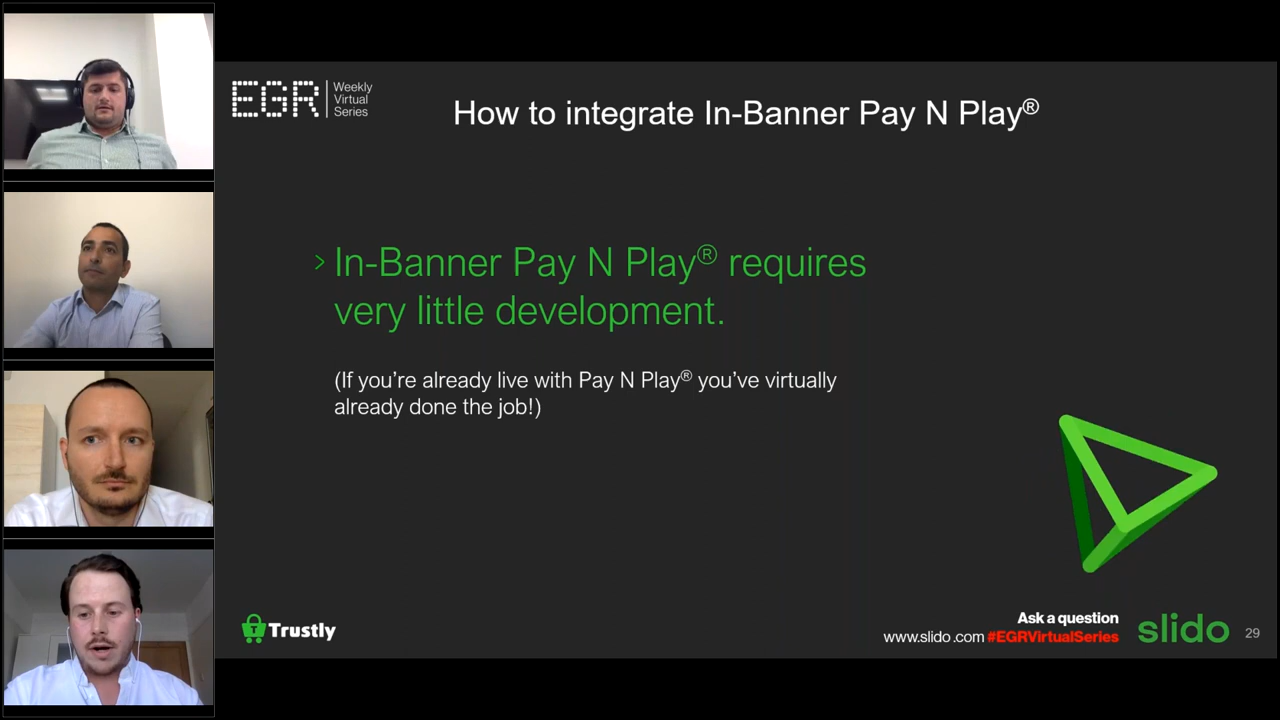 EGR
Weekly
Virtual
Series
How to integrate In-Banner Pay N Play®
> In-Banner Pay N Play® requires
very little development.
(If you're already live with Pay N Play® you've virtually
already done the job!)
Trustly
Ask a question
www.slido .com #EGRVirtualSeries
slido
29